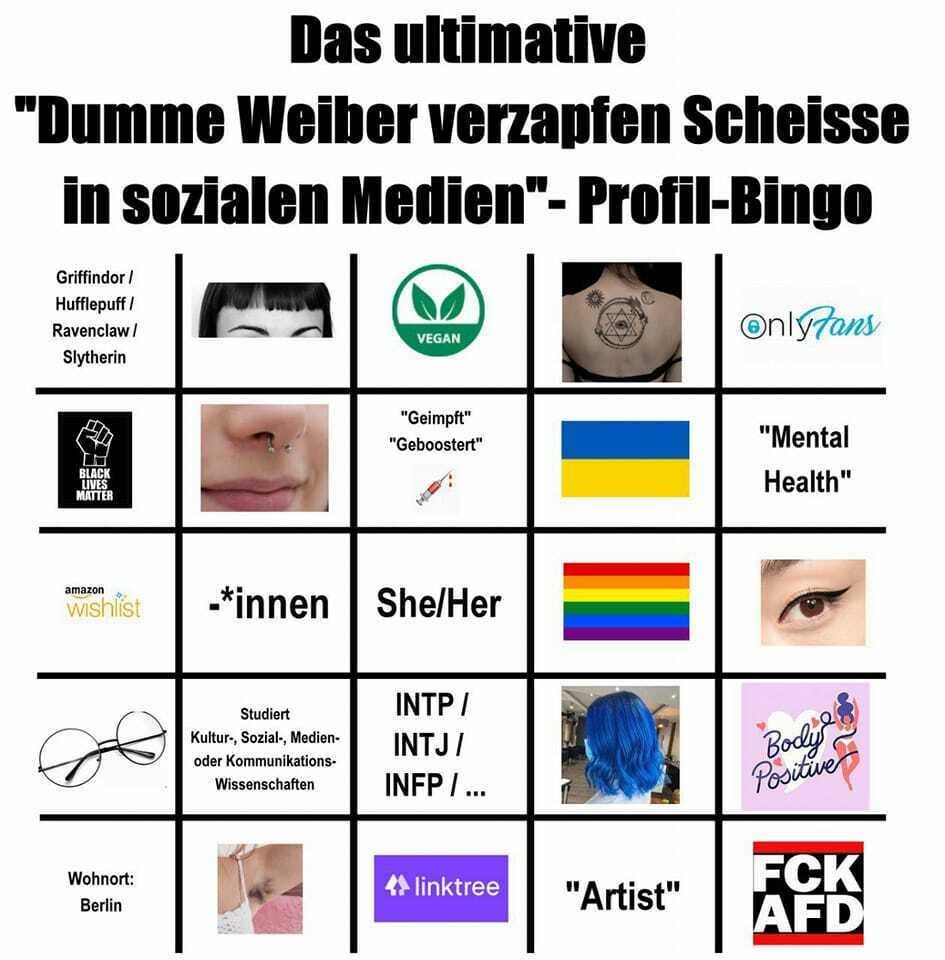 Das ultimative
"Dumme Weiber verzapfen Scheisse
in sozialen Medien"- Profil-Bingo
Griffindor /
Hufflepuff /
Ravenclaw /
Slytherin
VEGAN
OnlyFans
BLACK
LIVES
MATTER
"Geimpft"
"Geboostert"
"Mental
Health"
amazon
wishlist
-*innen
She/Her
Studiert
Kultur-, Sozial-, Medien-
oder Kommunikations-
Wissenschaften
INTP /
INTJ /
INFP / ...
Body
Positive
Wohnort:
Berlin
linktree
"Artist"
FCK
AFD